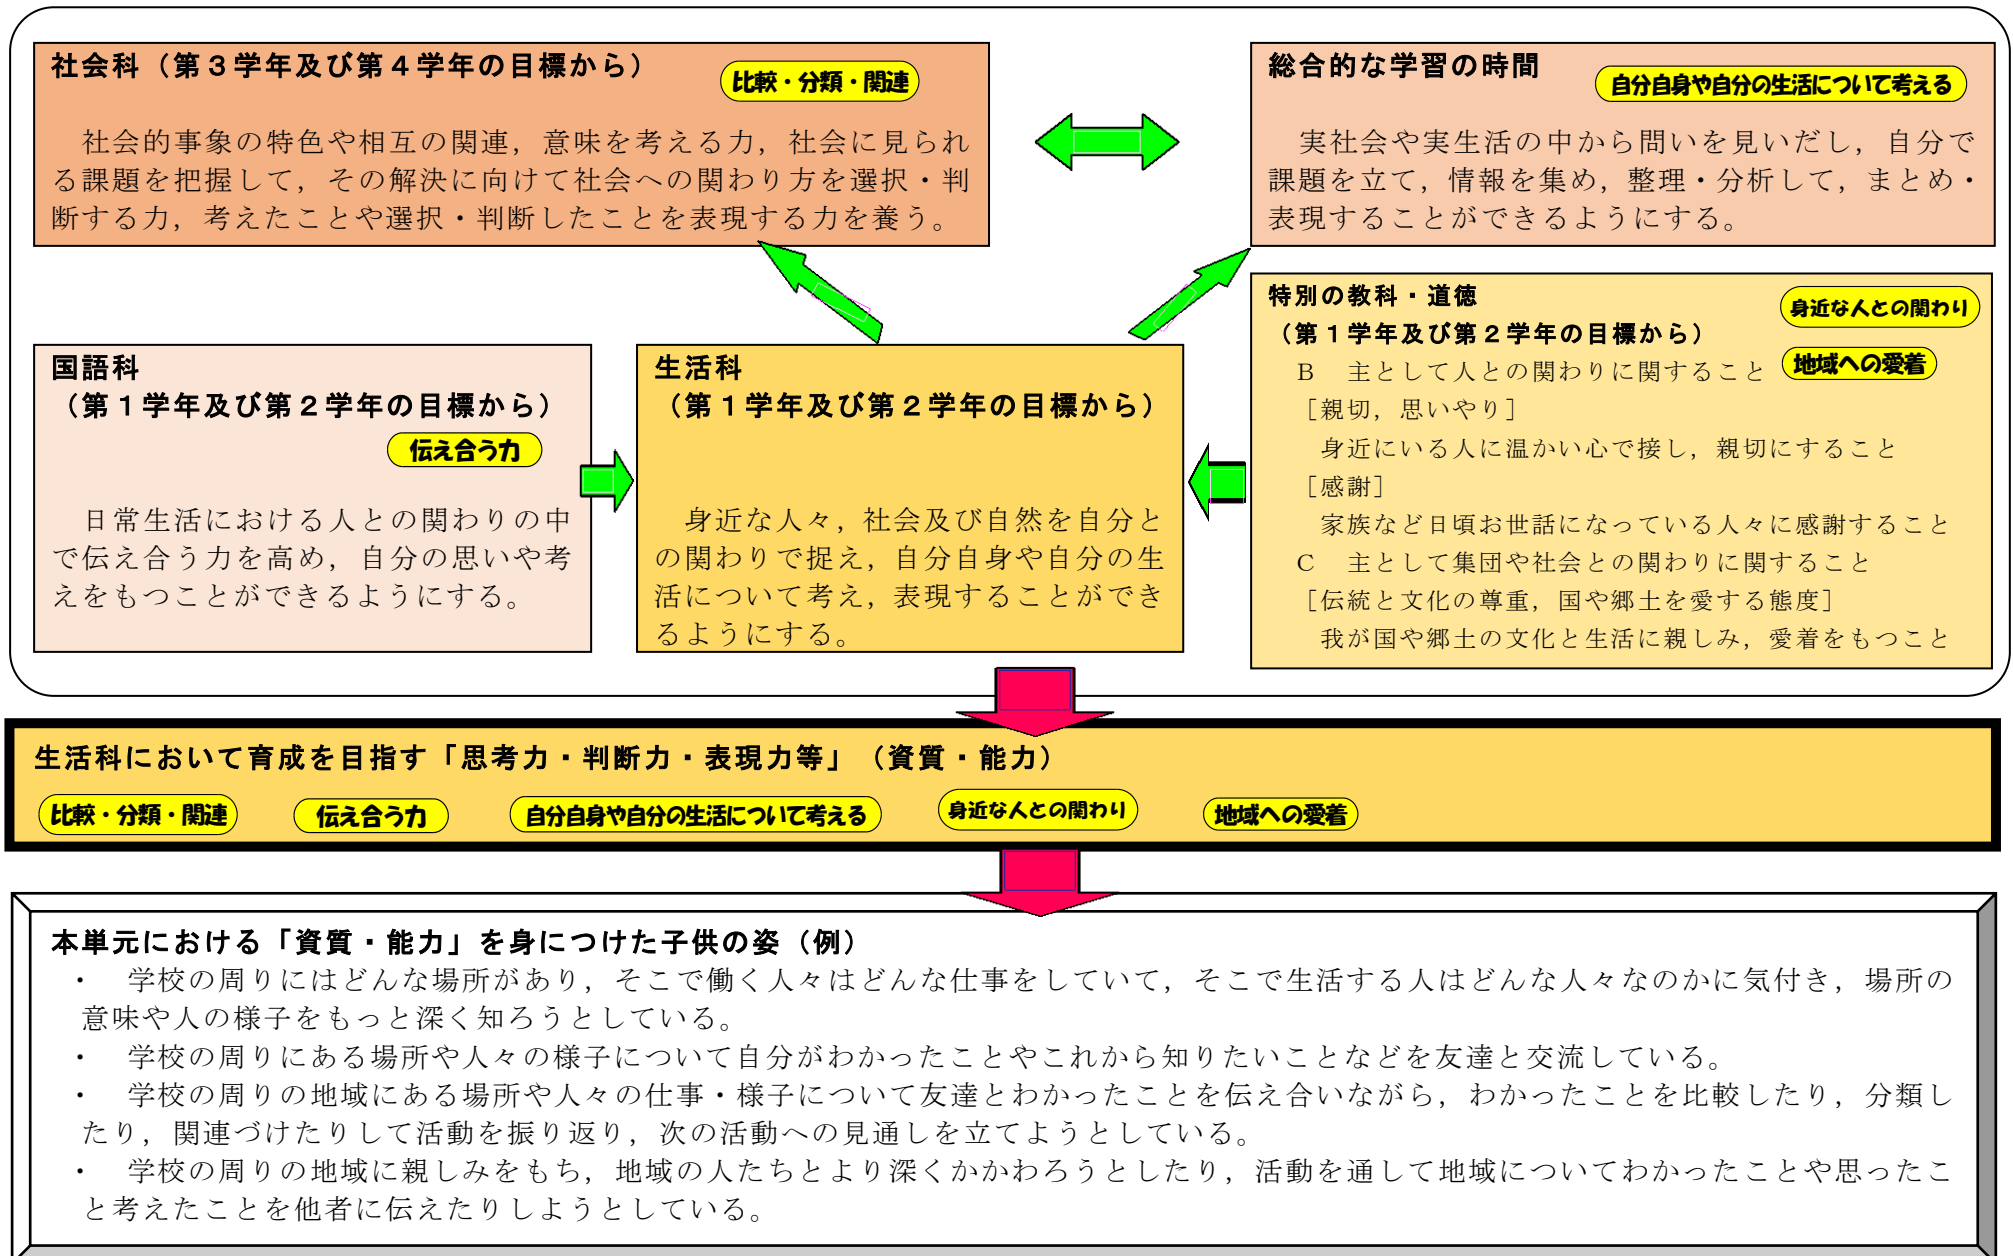 社会科（第３学年及び第４学年の目標から）
比較・分類・関連
社会的事象の特色や相互の関連，意味を考える力，社会に見られ
る課題を把握して，その解決に向けて社会への関わり方を選択・判
断する力，考えたことや選択・判断したことを表現する力を養う。
総合的な学習の時間
自分自身や自分の生活について考える
実社会や実生活の中から問いを見いだし，自分で
課題を立て，情報を集め，整理・分析して，まとめ・
表現することができるようにする。
国語科
（第１学年及び第２学年の目標から）
伝え合う力
日常生活における人との関わりの中
で伝え合う力を高め，自分の思いや考
えをもつことができるようにする。
生活科
（第１学年及び第２学年の目標から）
身近な人々，社会及び自然を自分と
の関わりで捉え，自分自身や自分の生
活について考え，表現することができ
るようにする。
特別の教科・道徳
身近な人との関わり
（第１学年及び第２学年の目標から）
地域への愛着
Ｂ　主として人との関わりに関すること
［親切，思いやり］
身近にいる人に温かい心で接し，親切にすること
［感謝］
家族など日頃お世話になっている人々に感謝すること
Ｃ　主として集団や社会との関わりに関すること
［伝統と文化の尊重，国や郷土を愛する態度］
我が国や郷土の文化と生活に親しみ，愛着をもつこと
生活科において育成を目指す「思考力・判断力・表現力等」（資質・能力）
比較・分類・関連
伝え合う力
自分自身や自分の生活について考える
身近な人との関わり
地域への愛着
本単元における「資質・能力」を身につけた子供の姿（例）
・　学校の周りにはどんな場所があり，そこで働く人々はどんな仕事をしていて，そこで生活する人はどんな人々なのかに気付き，場所の
意味や人の様子をもっと深く知ろうとしている。
・　学校の周りにある場所や人々の様子について自分がわかったことやこれから知りたいことなどを友達と交流している。
・　学校の周りの地域にある場所や人々の仕事・様子について友達とわかったことを伝え合いながら，わかったことを比較したり，分類し
たり，関連づけたりして活動を振り返り，次の活動への見通しを立てようとしている。
・　学校の周りの地域に親しみをもち，地域の人たちとより深くかかわろうとしたり，活動を通して地域についてわかったことや思ったこ
と考えたことを他者に伝えたりしようとしている。